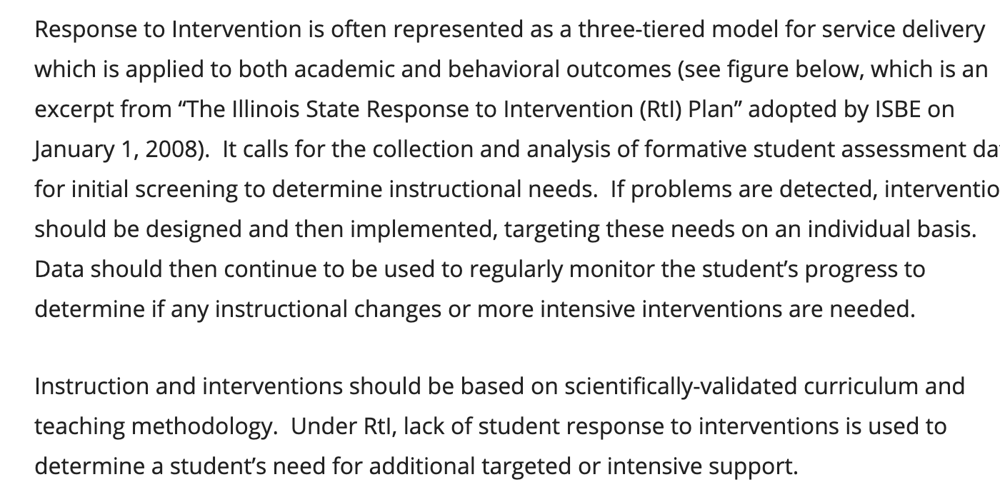 Response to Intervention is often represented as a three-tiered model for service delivery
which is applied to both academic and behavioral outcomes (see figure below, which is an
excerpt from “The Illinois State Response to Intervention (RtI) Plan” adopted by ISBE on
January 1, 2008).  It calls for the collection and analysis of formative student assessment
for initial screening to determine instructional needs.  If problems are detected,
should be designed and then implemented, targeting these needs on an individual basis.
Data should then continue to be used to regularly monitor the student’s progress to
determine if any instructional changes or more intensive interventions are needed.
Instruction and interventions should be based on scientifically-validated curriculum and
teaching methodology.  Under RtI, lack of student response to interventions is used to
determine a student’s need for additional targeted or intensive support.